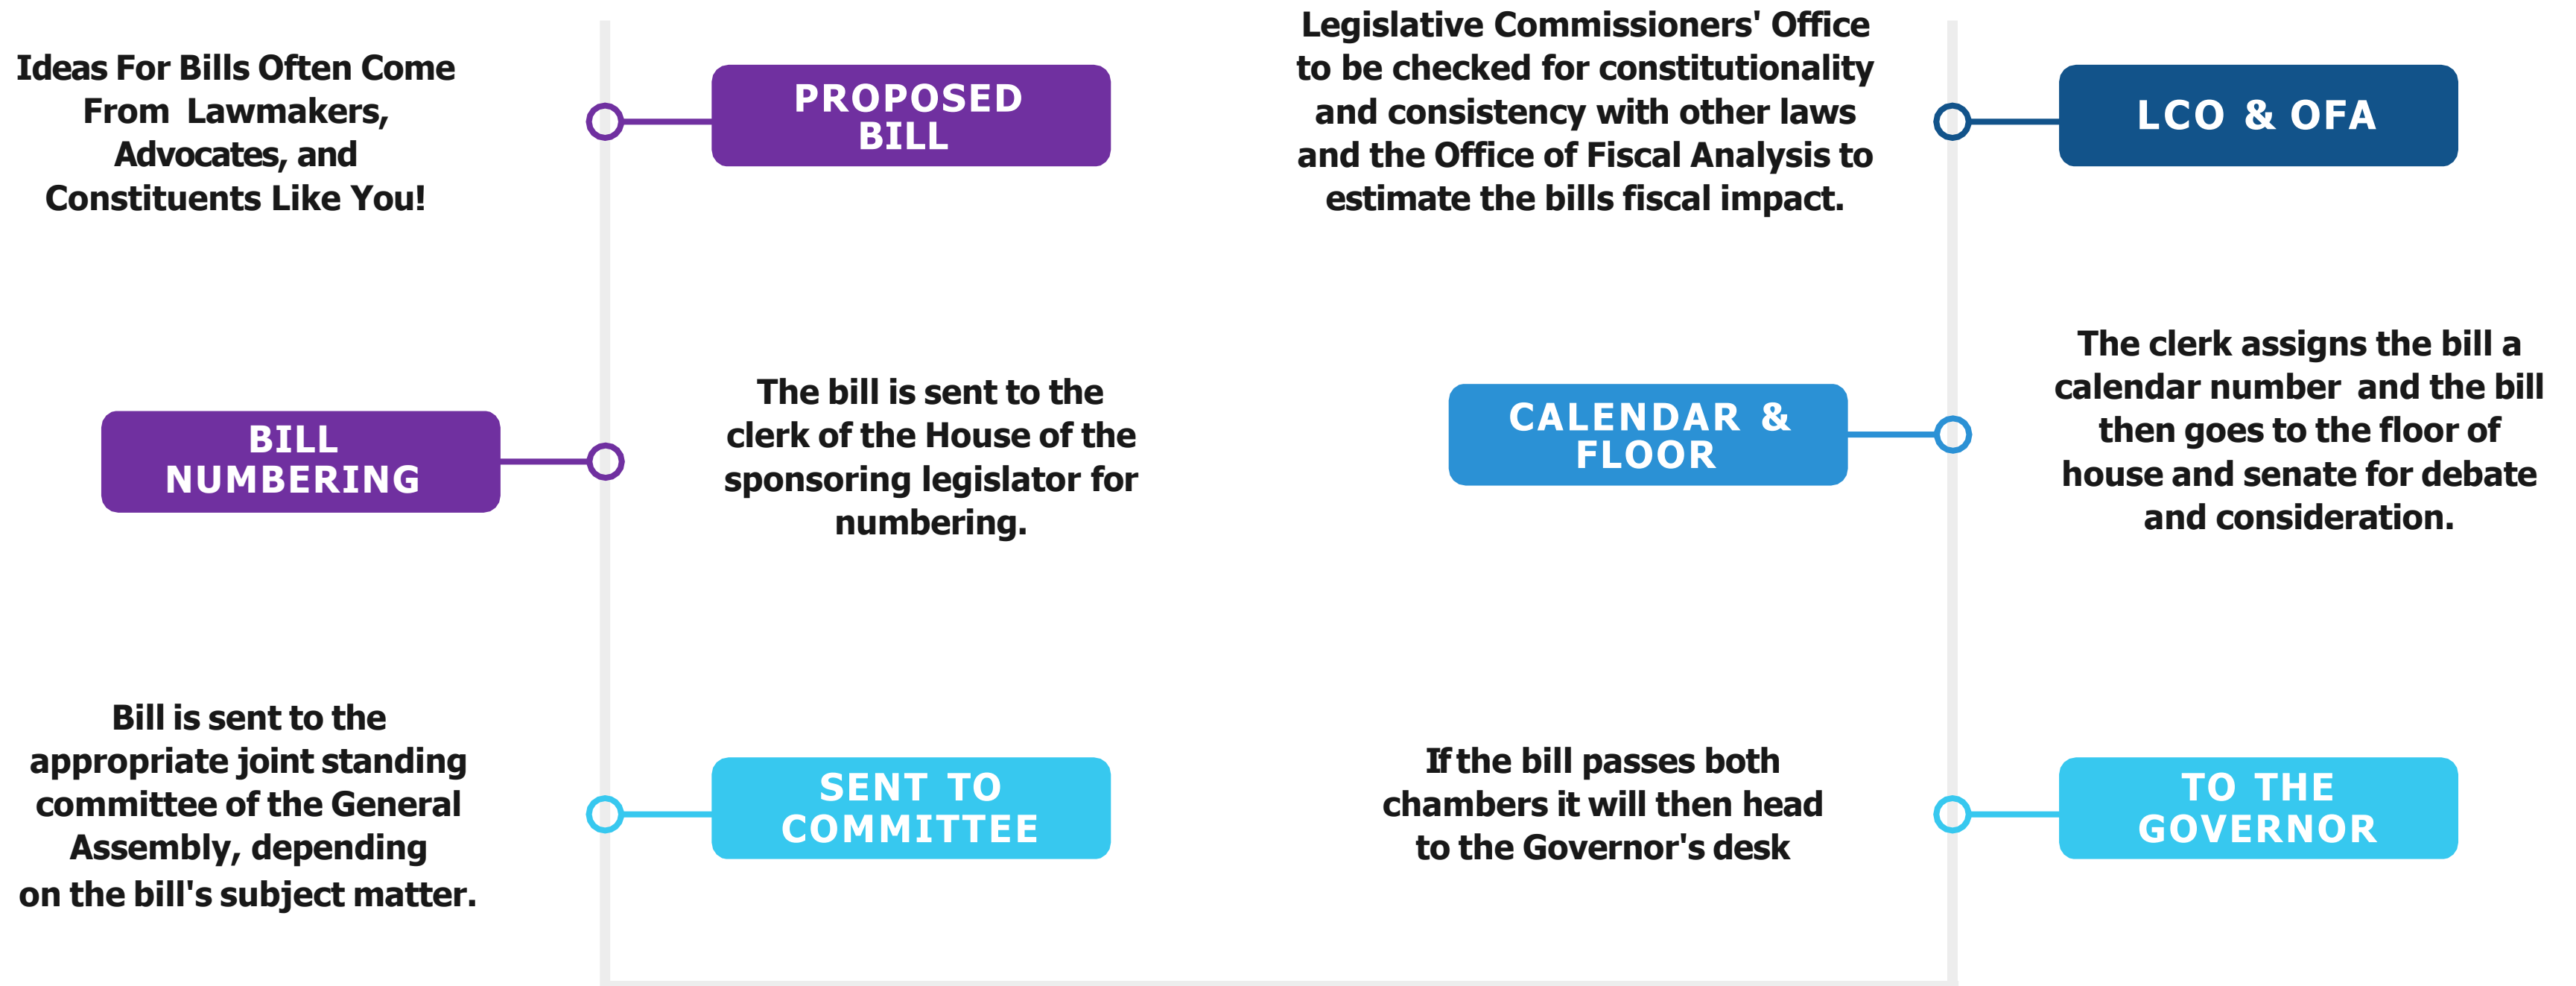 Ideas For Bills Often Come
From Lawmakers,
Advocates, and
Constituents Like You!
PROPOSED
BILL
BILL
NUMBERING
The bill is sent to the
clerk of the House of the
sponsoring legislator for
numbering.
Bill is sent to the
appropriate joint standing
committee of the General
Assembly, depending
on the bill's subject matter.
SENT TO
COMMITTEE
Legislative Commissioners' Office
to be checked for constitutionality
and consistency with other laws
and the Office of Fiscal Analysis to
estimate the bills fiscal impact.
LCO & OFA
CALENDAR &
FLOOR
The clerk assigns the bill a
calendar number and the bill
then goes to the floor of
house and senate for debate
and consideration.
If the bill passes both
chambers it will then head
to the Governor's desk
TO THE
GOVERNOR